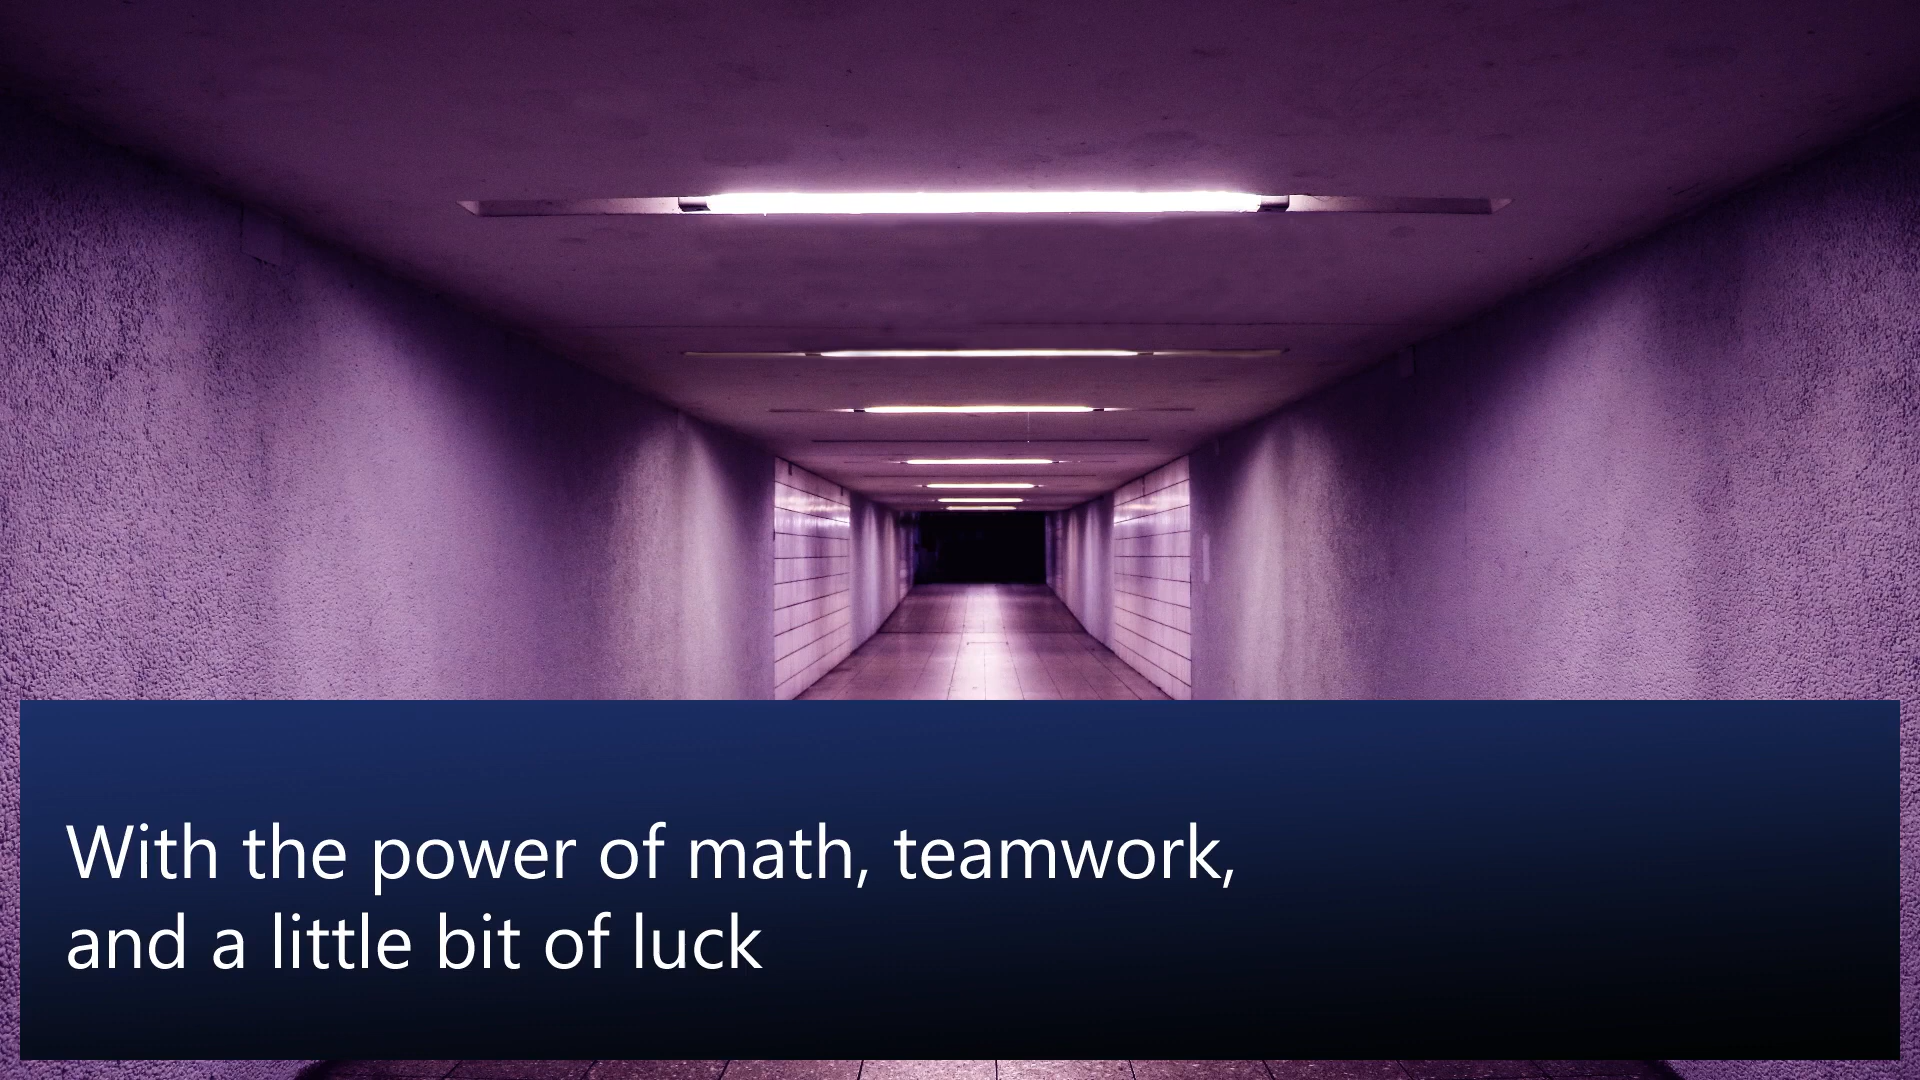 With the power of math, teamwork,
and a little bit of luck